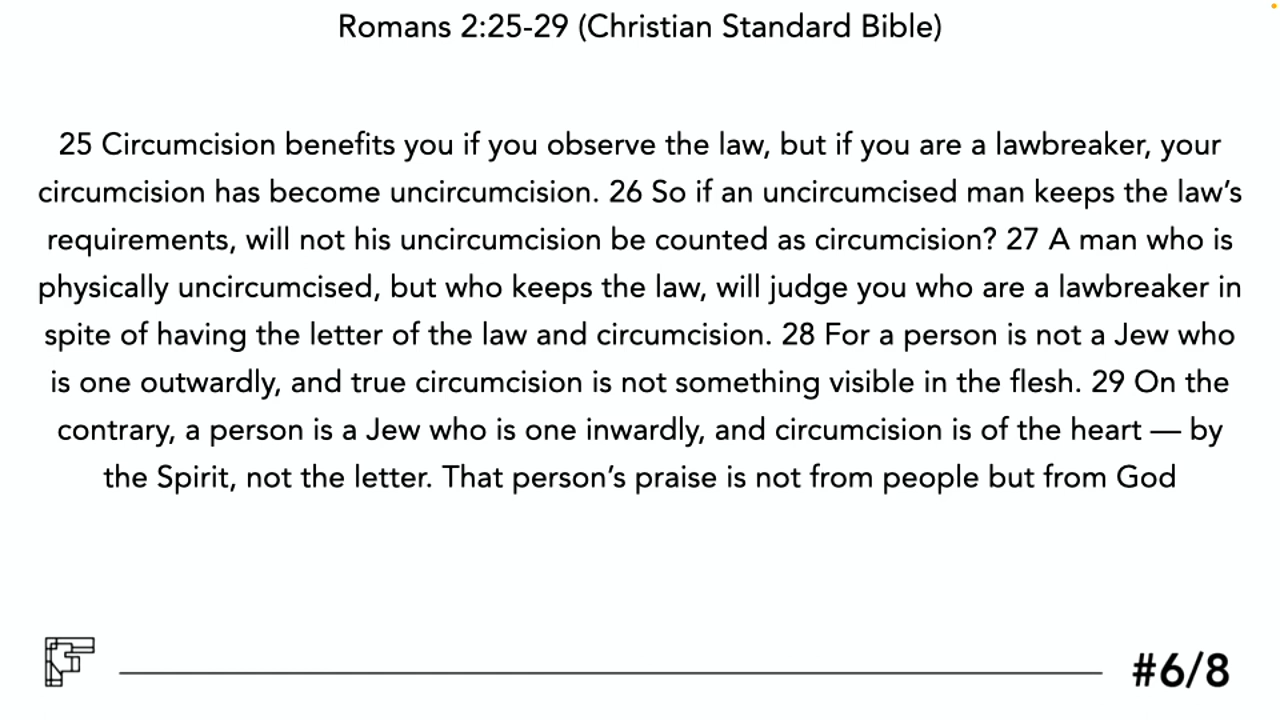 Romans 2:25-29 (Christian Standard Bible)
25 Circumcision benefits you if you observe the law, but if you are a lawbreaker, your
circumcision has become uncircumcision. 26 So if an uncircumcised man keeps the law’s
requirements, will not his uncircumcision be counted as circumcision? 27 A man who is
physically uncircumcised, but who keeps the law, will judge you who are a lawbreaker in
spite of having the letter of the law and circumcision. 28 For a person is not a Jew who
is one outwardly, and true circumcision is not something visible in the flesh. 29 On the
contrary, a person is a Jew who is one inwardly, and circumcision is of the heart — by
the Spirit, not the letter. That person’s praise is not from people but from God
#6/8